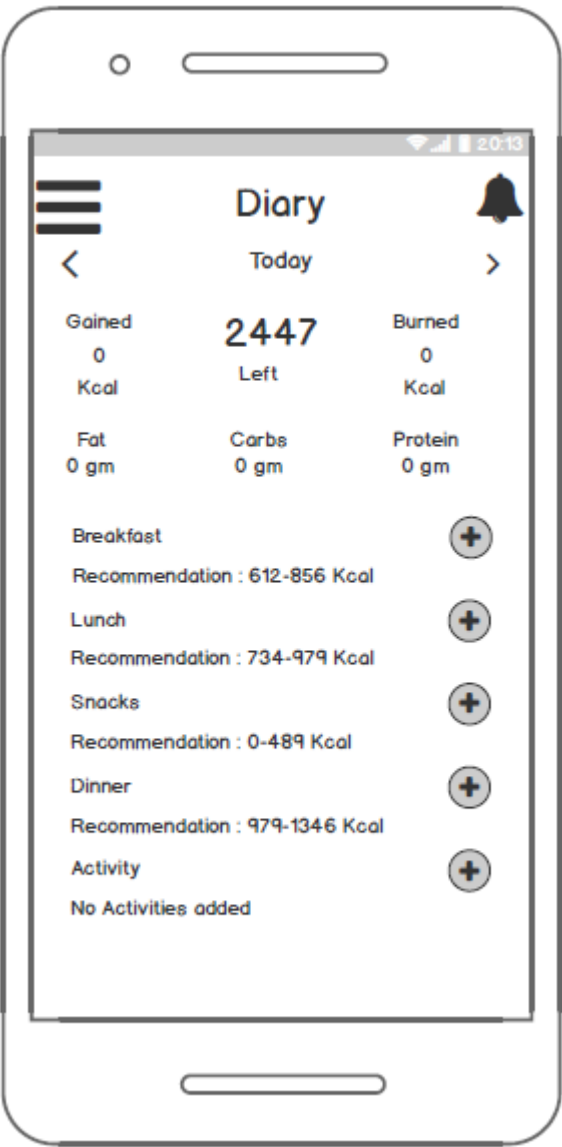 20:13
Diary
Today
Gained 2447 Burned
0 Left 0
Kcal Kcal
Fat Carbs Protein
0 gm 0 gm 0 gm
Breakfast
Recommendation : 612-856 Kcal
Lunch
Recommendation : 734-979 Kcal
Snacks
Recommendation : 0-489 Kcal
Dinner
Recommendation : 979-1346 Kcal
Activity
No Activities added